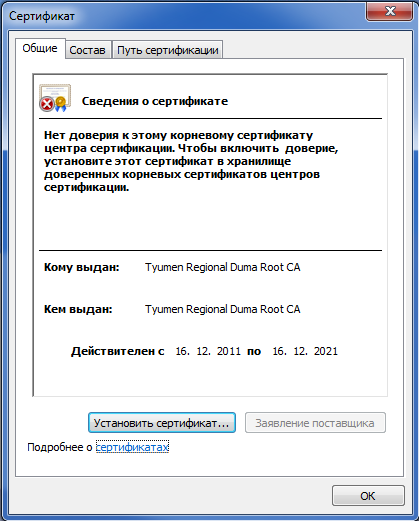 Сертификат
Общие Состав Путь сертификации
Сведения о сертификате
Нет доверия к этому корневому сертификату
центра сертификации. Чтобы включить доверие,
установите этот сертификат в хранилище
доверенных корневых сертификатов центров
сертификации.
Кому выдан: Tyumen Regional Duma Root CA
Кем выдан: Tyumen Regional Duma Root CA
Действителен с 16. 12. 2011 по 16. 12. 2021
Установить сертификат... Заявление поставщика
Подробнее о сертификатах
ОК